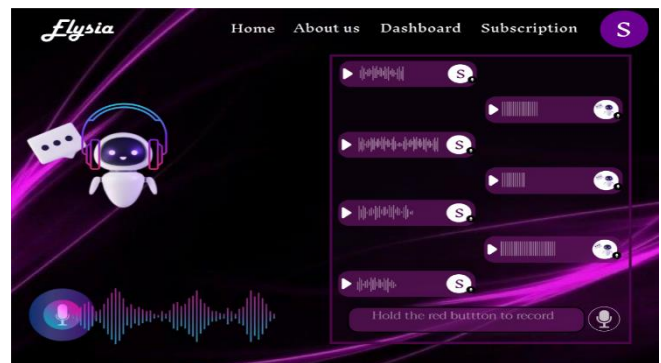 Elysia
Home About us Dashboard Subscription S
S
S
S
S
Hold the red buttton to record